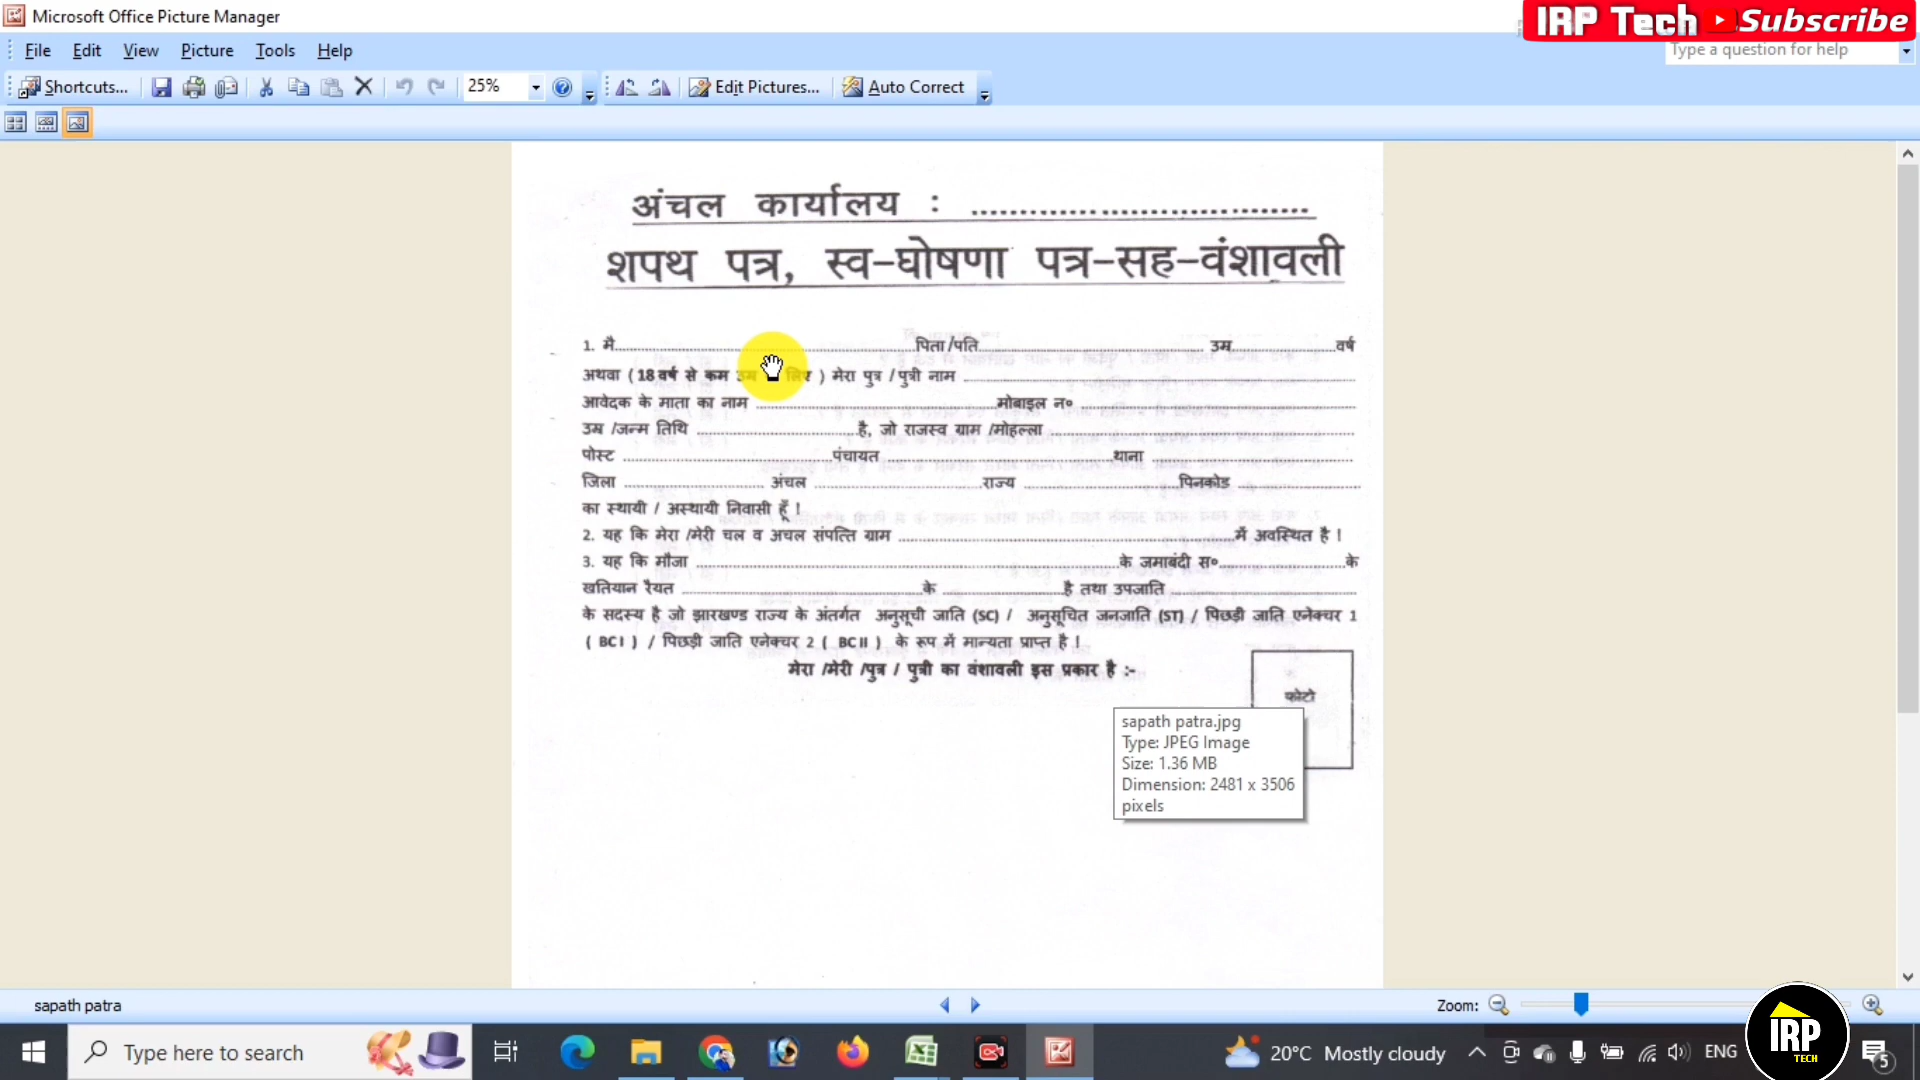 Microsoft Office Picture Manager
IRP Tech Subscribe
File Edit View Picture Tools Help
Type a question for help
Shortcuts... 25% Edit Pictures... Auto Correct
अंचल कार्यालय : ..................................
शपथ पत्र, स्व-घोषणा पत्र-सह-वंशावली
1. मै..............................पिता/पति..............................उम्र...............वर्ष
अथवा ( 18 वर्ष से कम उम्र लिए ) मेरा पुत्र / पुत्री नाम ..............................
आवेदक के माता का नाम ..............................मोबाइल न० ..............................
उम्र /जन्म तिथि ....................है, जो राजस्व ग्राम /मोहल्ला ..............................
पोस्ट ..............................पंचायत ..............................थाना ..............................
जिला .................... अंचल ....................राज्य ....................पिनकोड ....................
का स्थायी / अस्थायी निवासी हूँ !
2. यह कि मेरा /मेरी चल व अचल संपत्ति ग्राम ..............................में अवस्थित है !
3. यह कि मौजा ..............................के जमाबंदी स०....................के
खतियान रैयत ..............................के ....................है तथा उपजाति ....................
के सदस्य है जो झारखण्ड राज्य के अंतर्गत अनुसूची जाति (SC) / अनुसूचित जनजाति (ST) / पिछड़ी जाति एनेक्चर 1
( BC I ) / पिछड़ी जाति एनेक्चर 2 ( BC II ) के रूप में मान्यता प्राप्त है !
मेरा /मेरी /पुत्र / पुत्री का वंशावली इस प्रकार है :-
फोटो
sapath patra.jpg
Type: JPEG Image
Size: 1.36 MB
Dimension: 2481 x 3506
pixels
sapath patra
Zoom:
Type here to search
20°C Mostly cloudy
ENG
IRP
TECH
5